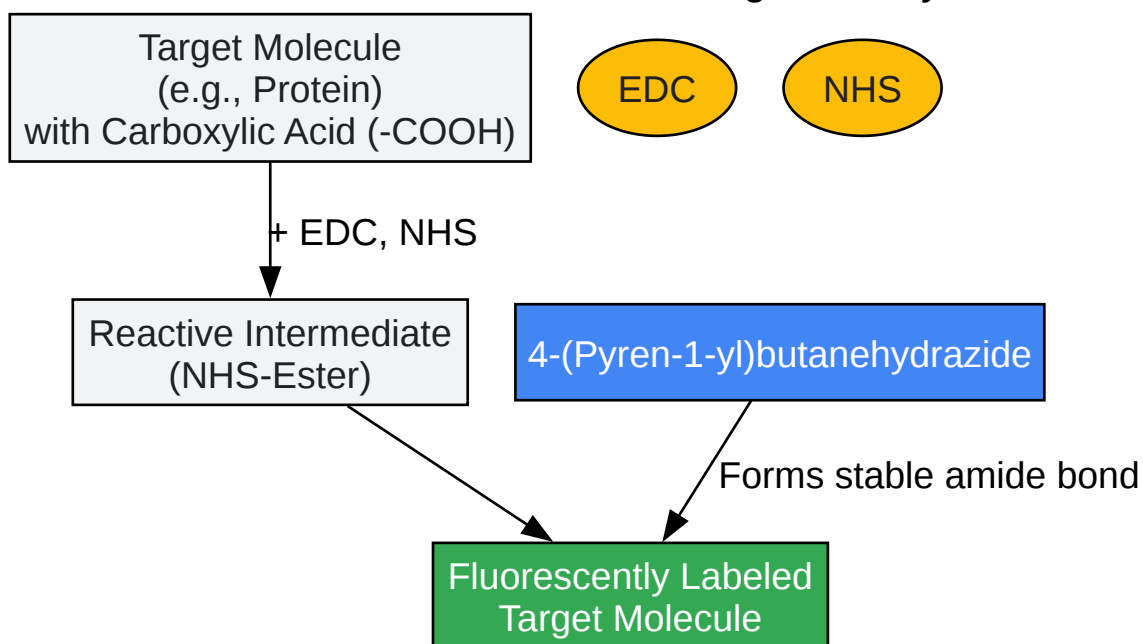 Target Molecule
(e.g., Protein)
with Carboxylic Acid (-COOH)
EDC
NHS
+ EDC, NHS
Reactive Intermediate
(NHS-Ester)
4-(Pyren-1-yl)butanehydrazide
Forms stable amide bond
Fluorescently Labeled
Target Molecule